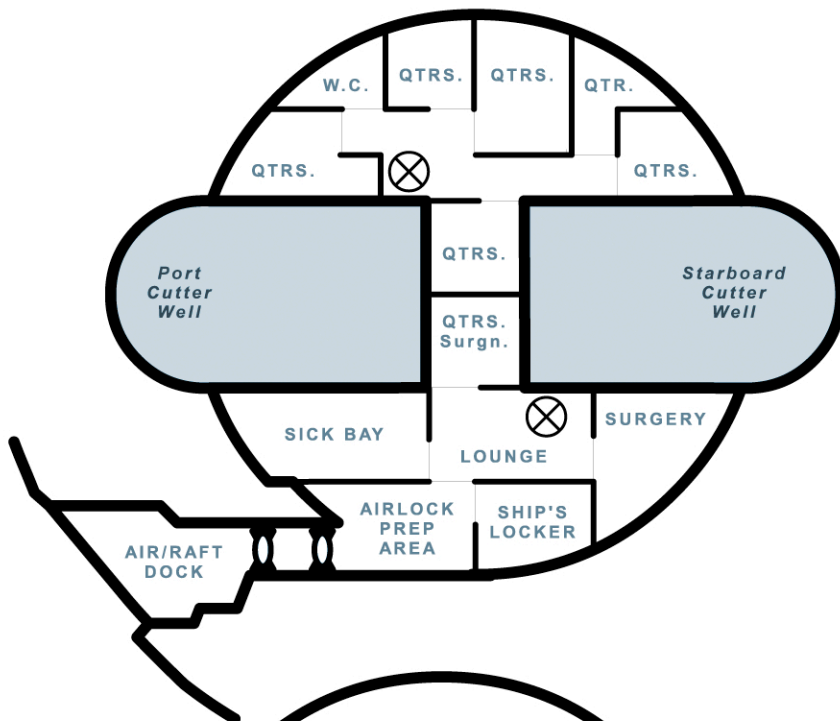 W.C.
QTRS.
QTRS.
QTR.
QTRS.
QTRS.
QTRS.
Port
Cutter
Well
Starboard
Cutter
Well
QTRS.
Surgn.
SICK BAY
LOUNGE
SURGERY
AIRLOCK
PREP
AREA
SHIP'S
LOCKER
AIR/RAFT
DOCK